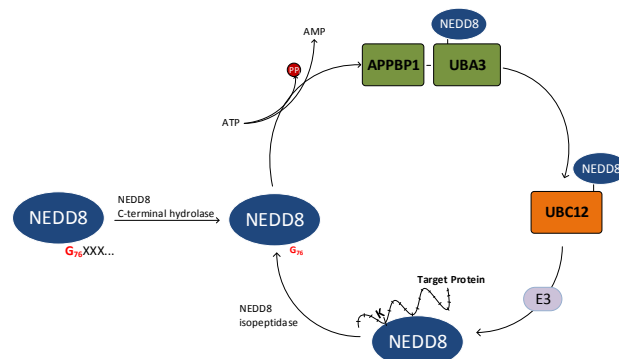 NEDD8
AMP
APPBP1
UBA3
PP
ATP
NEDD8
NEDD8
C-terminal hydrolase
UBC12
NEDD8
NEDD8
G76XXX...
G76
Target Protein
K
E3
NEDD8
isopeptidase
NEDD8